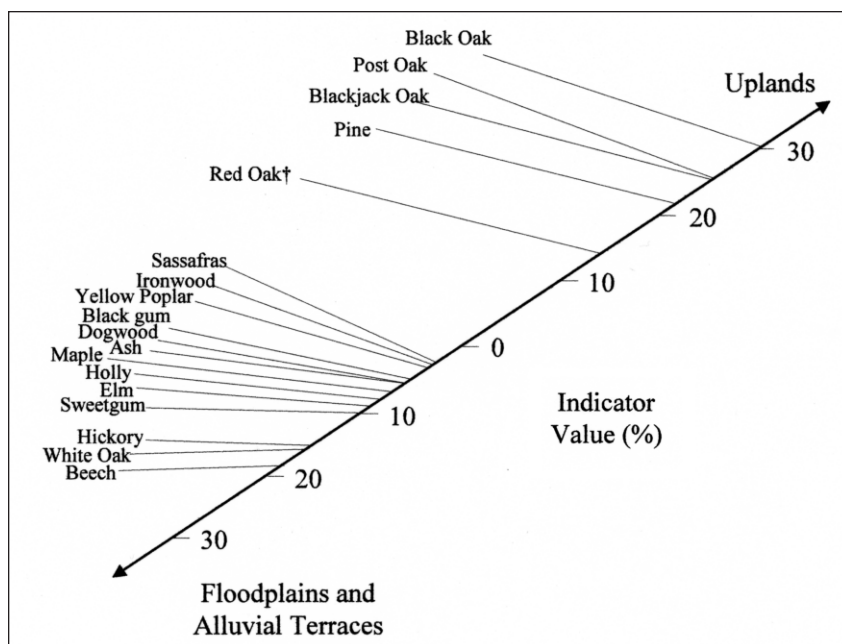 Black Oak
Post Oak
Uplands
Blackjack Oak
Pine
30
Red Oak†
20
10
Sassafras
Ironwood
Yellow Poplar
Black gum
Dogwood
Ash
Maple
Holly
Elm
Sweetgum
0
10
Indicator
Value (%)
Hickory
White Oak
Beech
20
30
Floodplains and
Alluvial Terraces